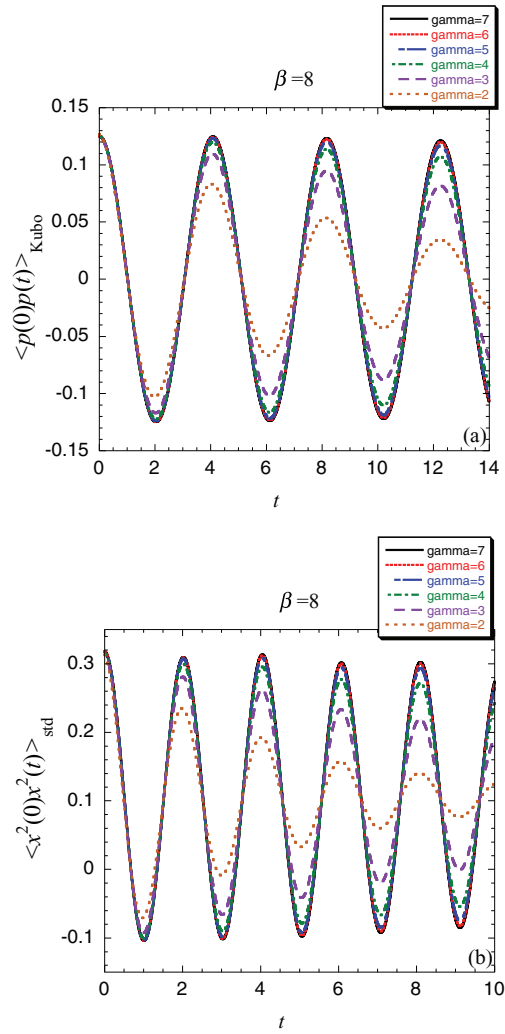 gamma=7
gamma=6
gamma=5
gamma=4
gamma=3
gamma=2
β=8
0.15
0.1
0.05
0
-0.05
-0.1
-0.15
<p(0)p(t)>Kubo
(a)
0 2 4 6 8 10 12 14
t
gamma=7
gamma=6
gamma=5
gamma=4
gamma=3
gamma=2
β=8
0.3
0.2
0.1
0
-0.1
<x²(0)x²(t)>std
(b)
0 2 4 6 8 10
t